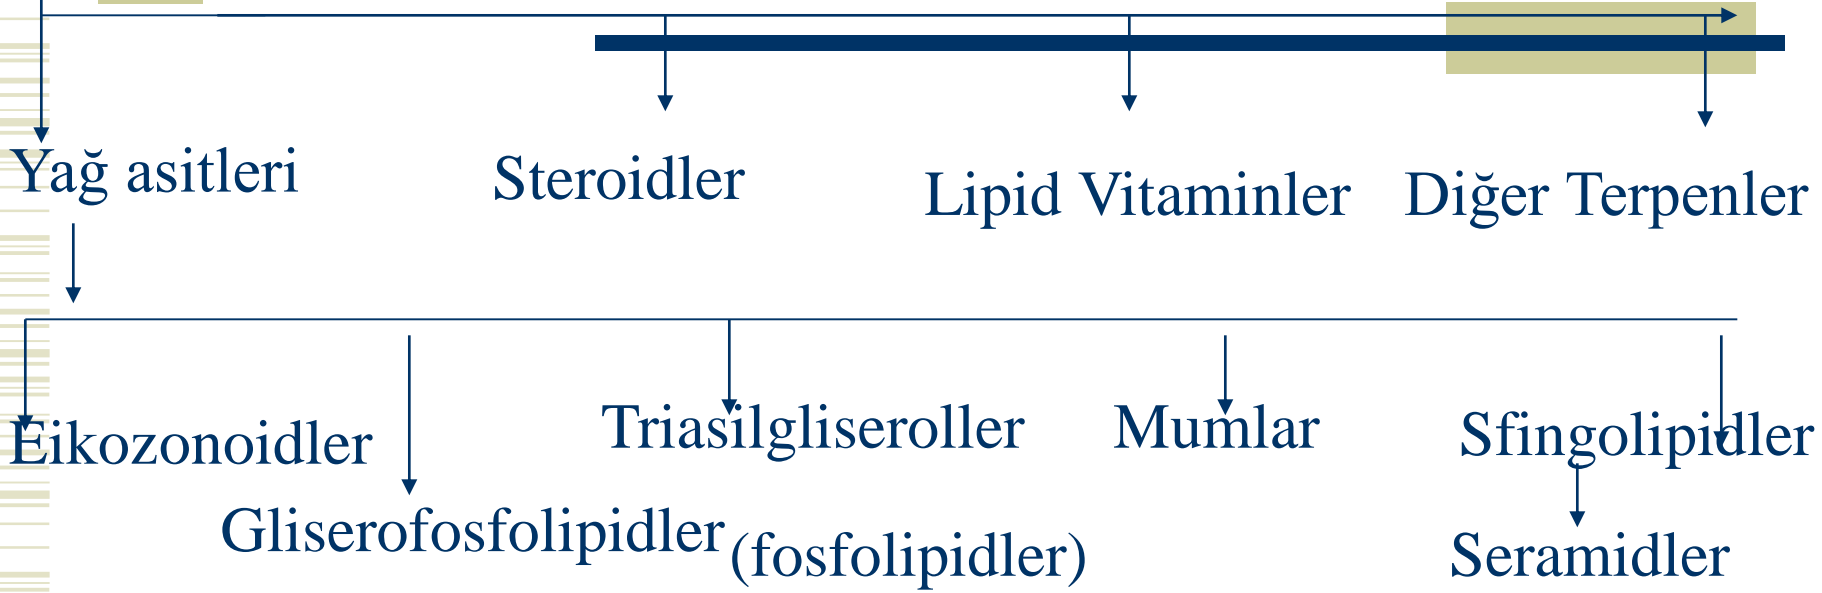 Yağ asitleri
Steroidler
Lipid Vitaminler
Diğer Terpenler
Eikozonoidler
Triasilgliseroller
Mumlar
Sfingolipidler
Gliserofosfolipidler
(fosfolipidler)
Seramidler